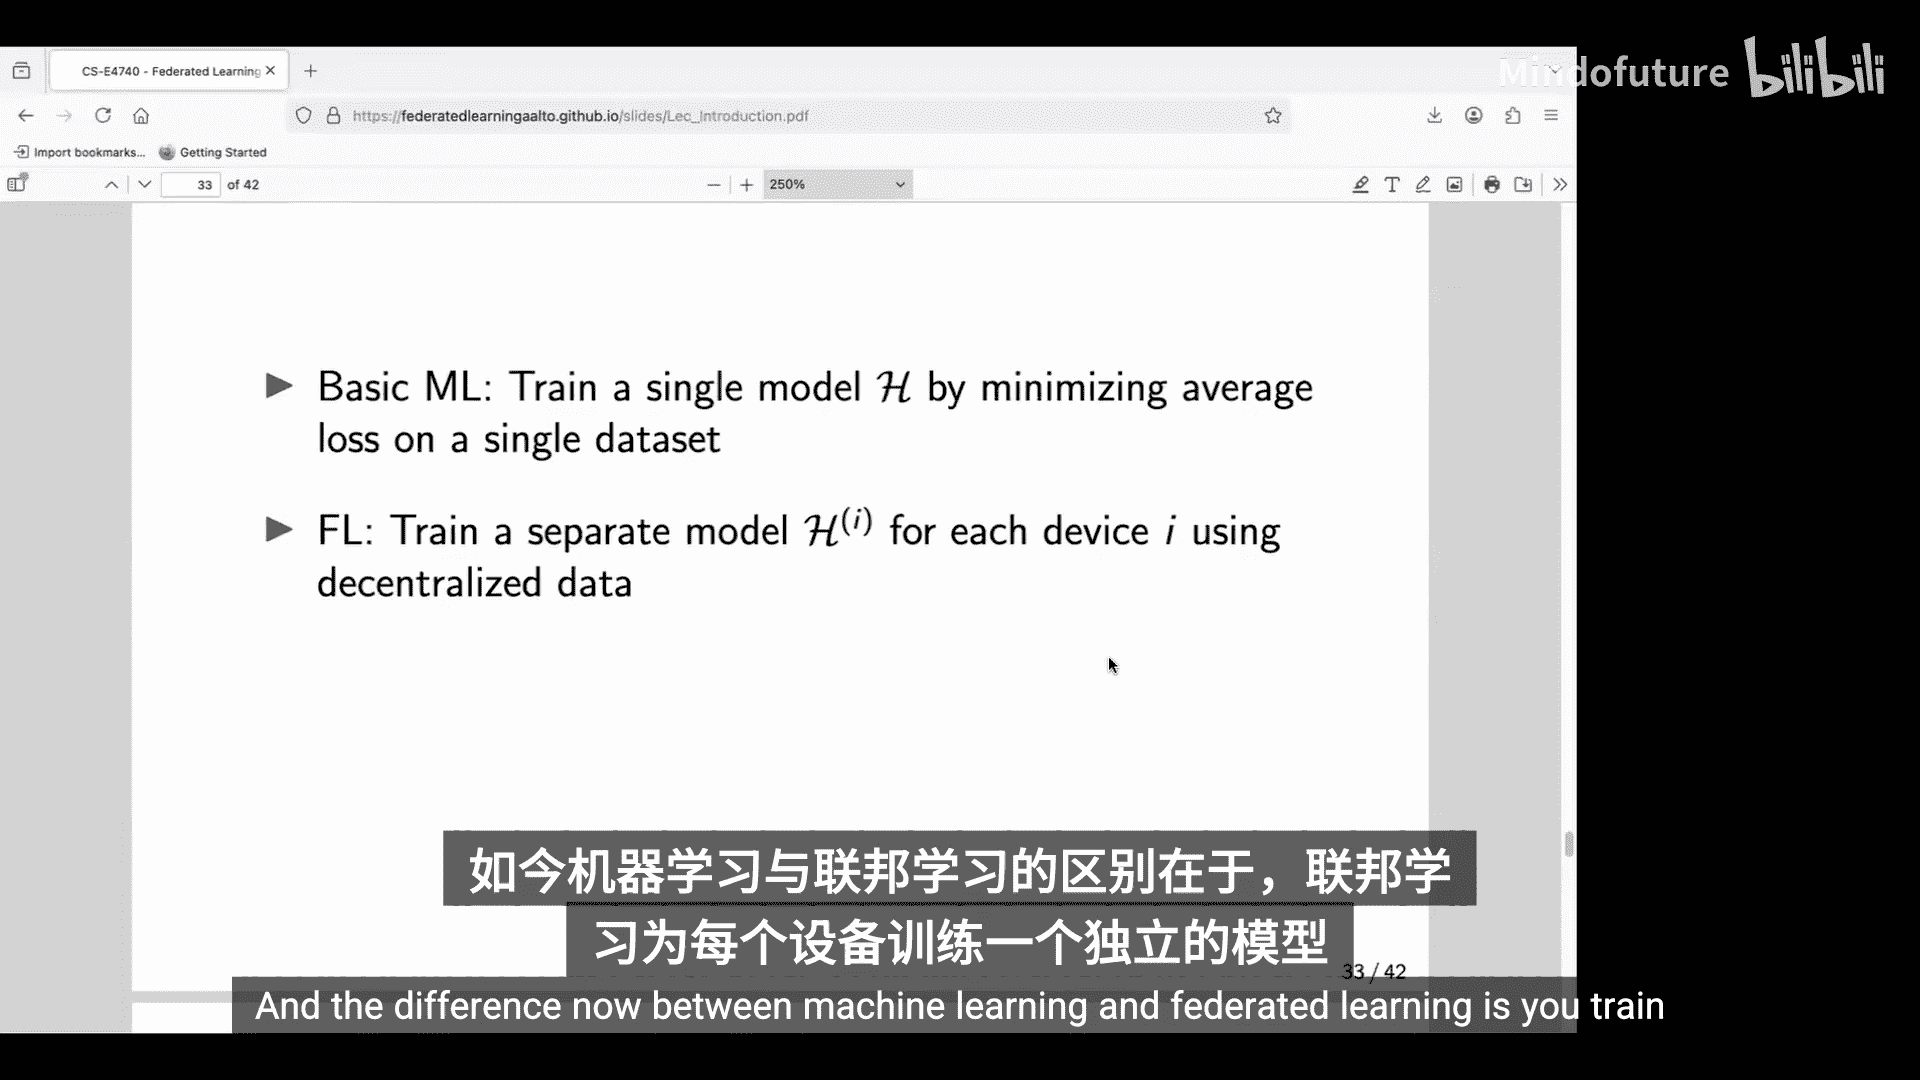 Mindofuture bilibili
CS-E4740 - Federated Learning
https://federatedlearningaalto.github.io/slides/Lec_Introduction.pdf
Import bookmarks... Getting Started
33 of 42 250%
Basic ML: Train a single model ℋ by minimizing average
loss on a single dataset
FL: Train a separate model ℋ⁽ⁱ⁾ for each device i using
decentralized data
如今机器学习与联邦学习的区别在于，联邦学
习为每个设备训练一个独立的模型
33 / 42
And the difference now between machine learning and federated learning is you train